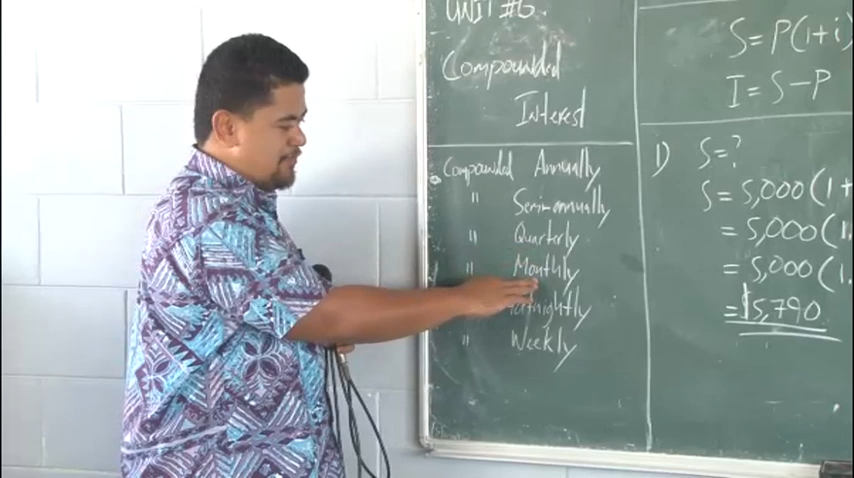 UNIT #6
Compounded
Interest
Compounded Annually
" Semi-annually
" Quarterly
" Monthly
Fortnightly
" Weekly
S=P(1+i)
I=S-P
1) S=?
S=5,000(1+
=5,000(1.
=5,000(1.
=$5,790